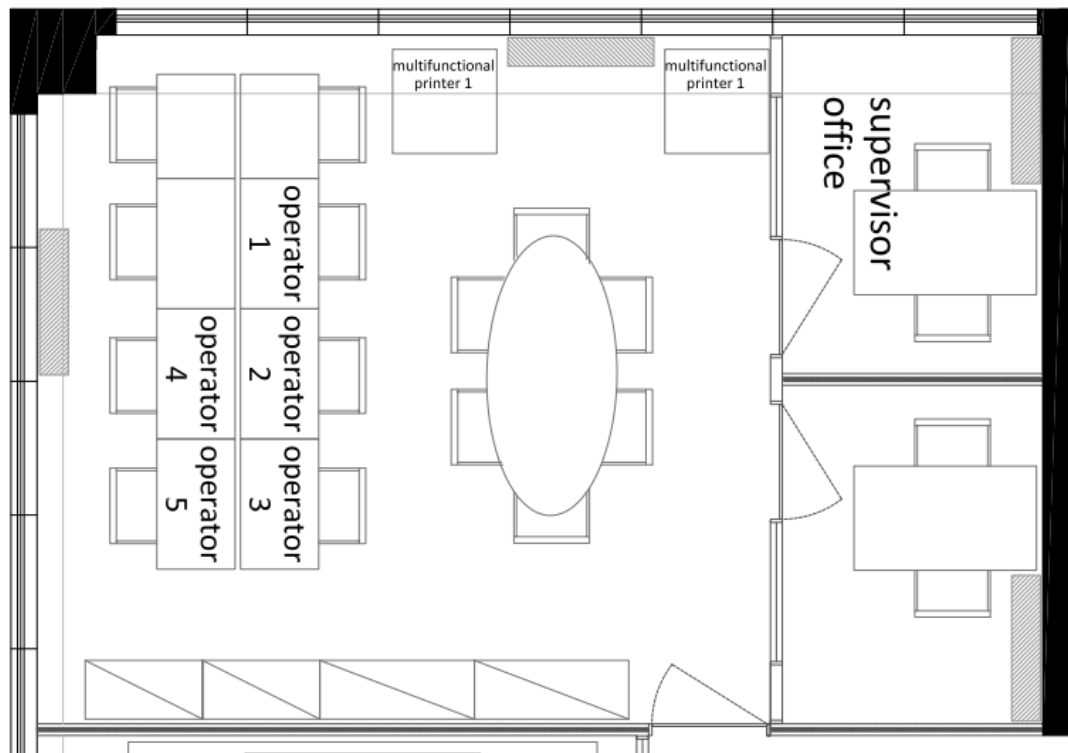 multifunctional
printer 1
multifunctional
printer 1
supervisor
office
operator
1
operator
4
operator
2
operator
5
operator
3